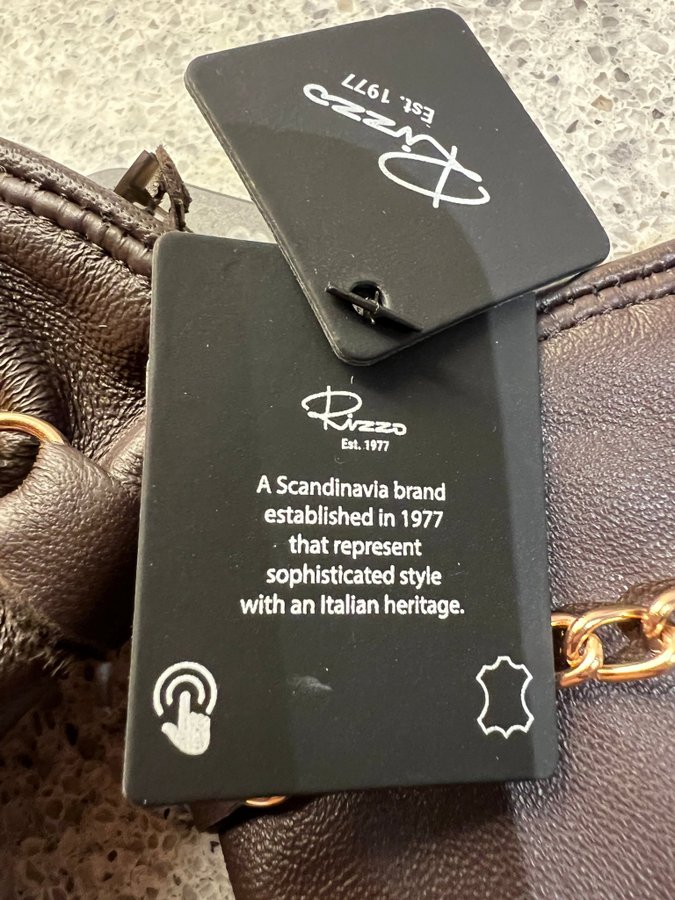 Rizzo
Est. 1977
Rizzo
Est. 1977
A Scandinavia brand
established in 1977
that represent
sophisticated style
with an Italian heritage.